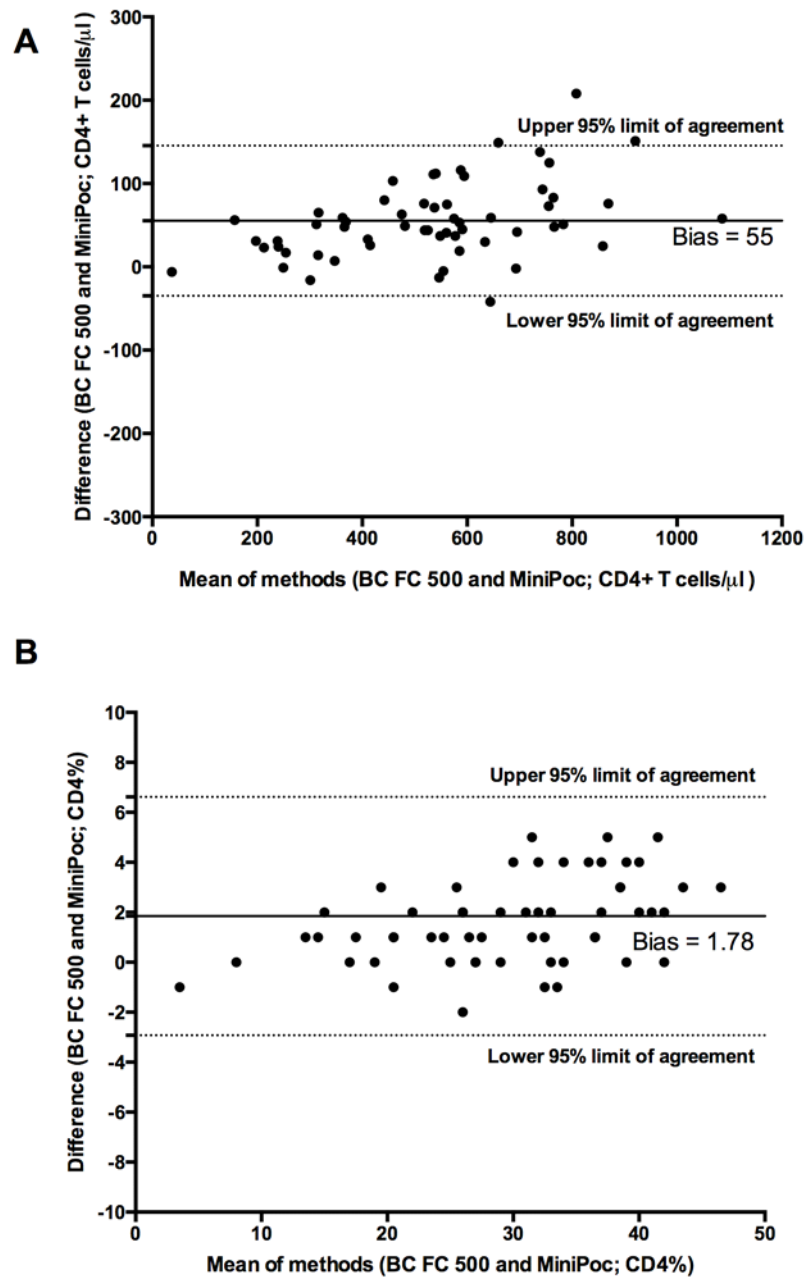 A
300
200
100
0
-100
-200
-300
Difference (BC FC 500 and MiniPoc; CD4+ T cells/μl)
Upper 95% limit of agreement
Bias = 55
Lower 95% limit of agreement
0 200 400 600 800 1000 1200
Mean of methods (BC FC 500 and MiniPoc; CD4+ T cells/μl )
B
10
8
6
4
2
0
-2
-4
-6
-8
-10
Difference (BC FC 500 and MiniPoc; CD4%)
Upper 95% limit of agreement
Bias = 1.78
Lower 95% limit of agreement
0 10 20 30 40 50
Mean of methods (BC FC 500 and MiniPoc; CD4%)